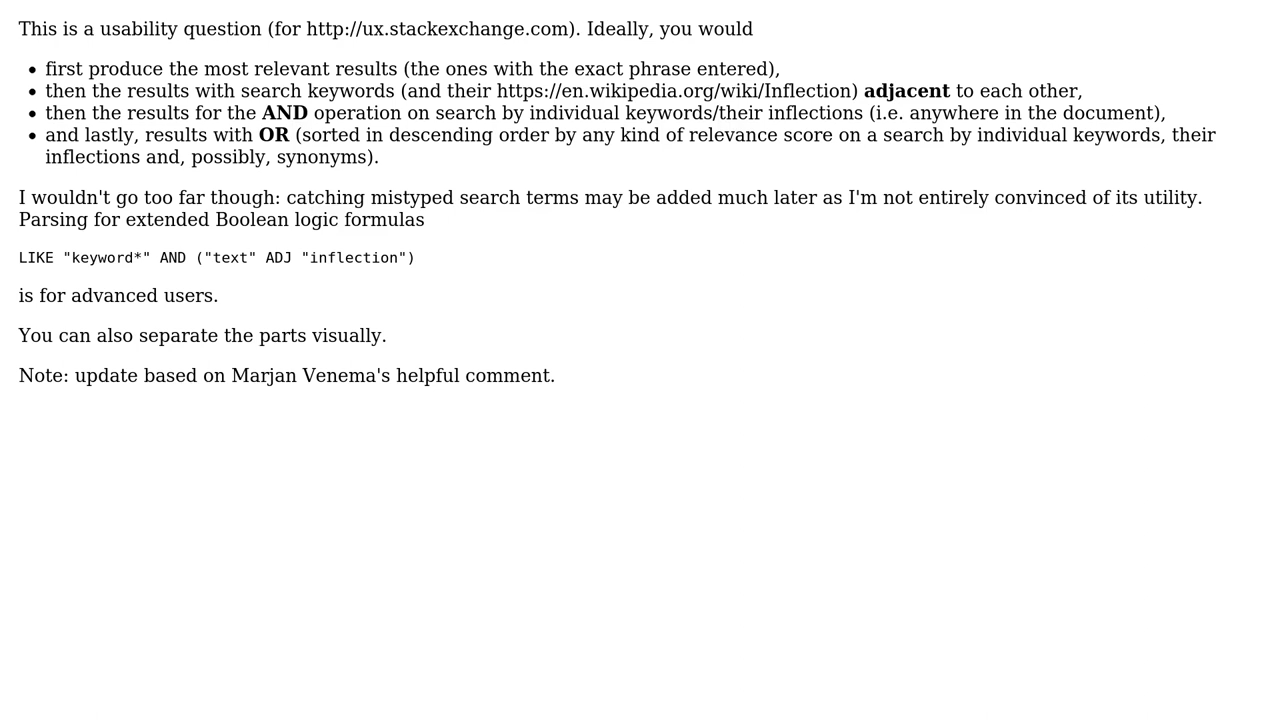 This is a usability question (for http://ux.stackexchange.com). Ideally, you would
• first produce the most relevant results (the ones with the exact phrase entered),
• then the results with search keywords (and their https://en.wikipedia.org/wiki/Inflection) adjacent to each other,
• then the results for the AND operation on search by individual keywords/their inflections (i.e. anywhere in the document),
• and lastly, results with OR (sorted in descending order by any kind of relevance score on a search by individual keywords, their
inflections and, possibly, synonyms).
I wouldn't go too far though: catching mistyped search terms may be added much later as I'm not entirely convinced of its utility.
Parsing for extended Boolean logic formulas
LIKE "keyword*" AND ("text" ADJ "inflection")
is for advanced users.
You can also separate the parts visually.
Note: update based on Marjan Venema's helpful comment.